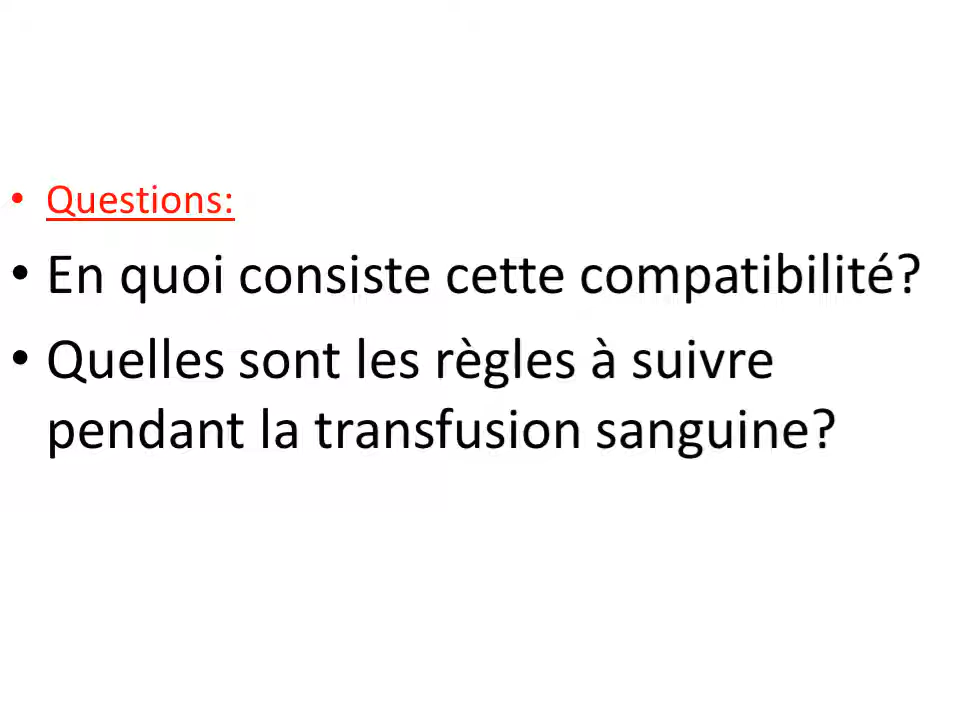 • Questions:
• En quoi consiste cette compatibilité?
• Quelles sont les règles à suivre
pendant la transfusion sanguine?